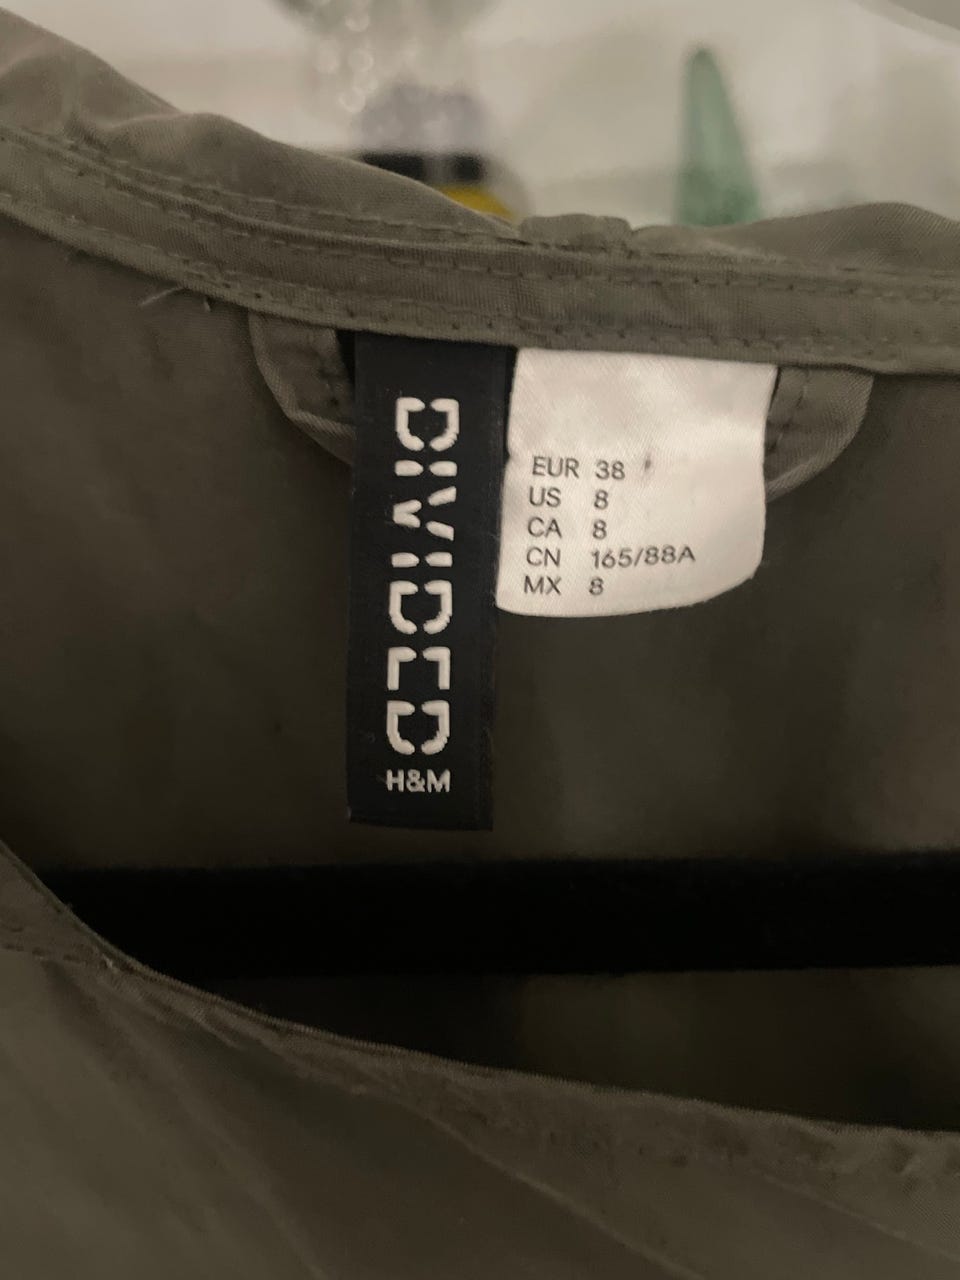 DIVIDED
H&M
EUR 38
US 8
CA 8
CN 165/88A
MX 8